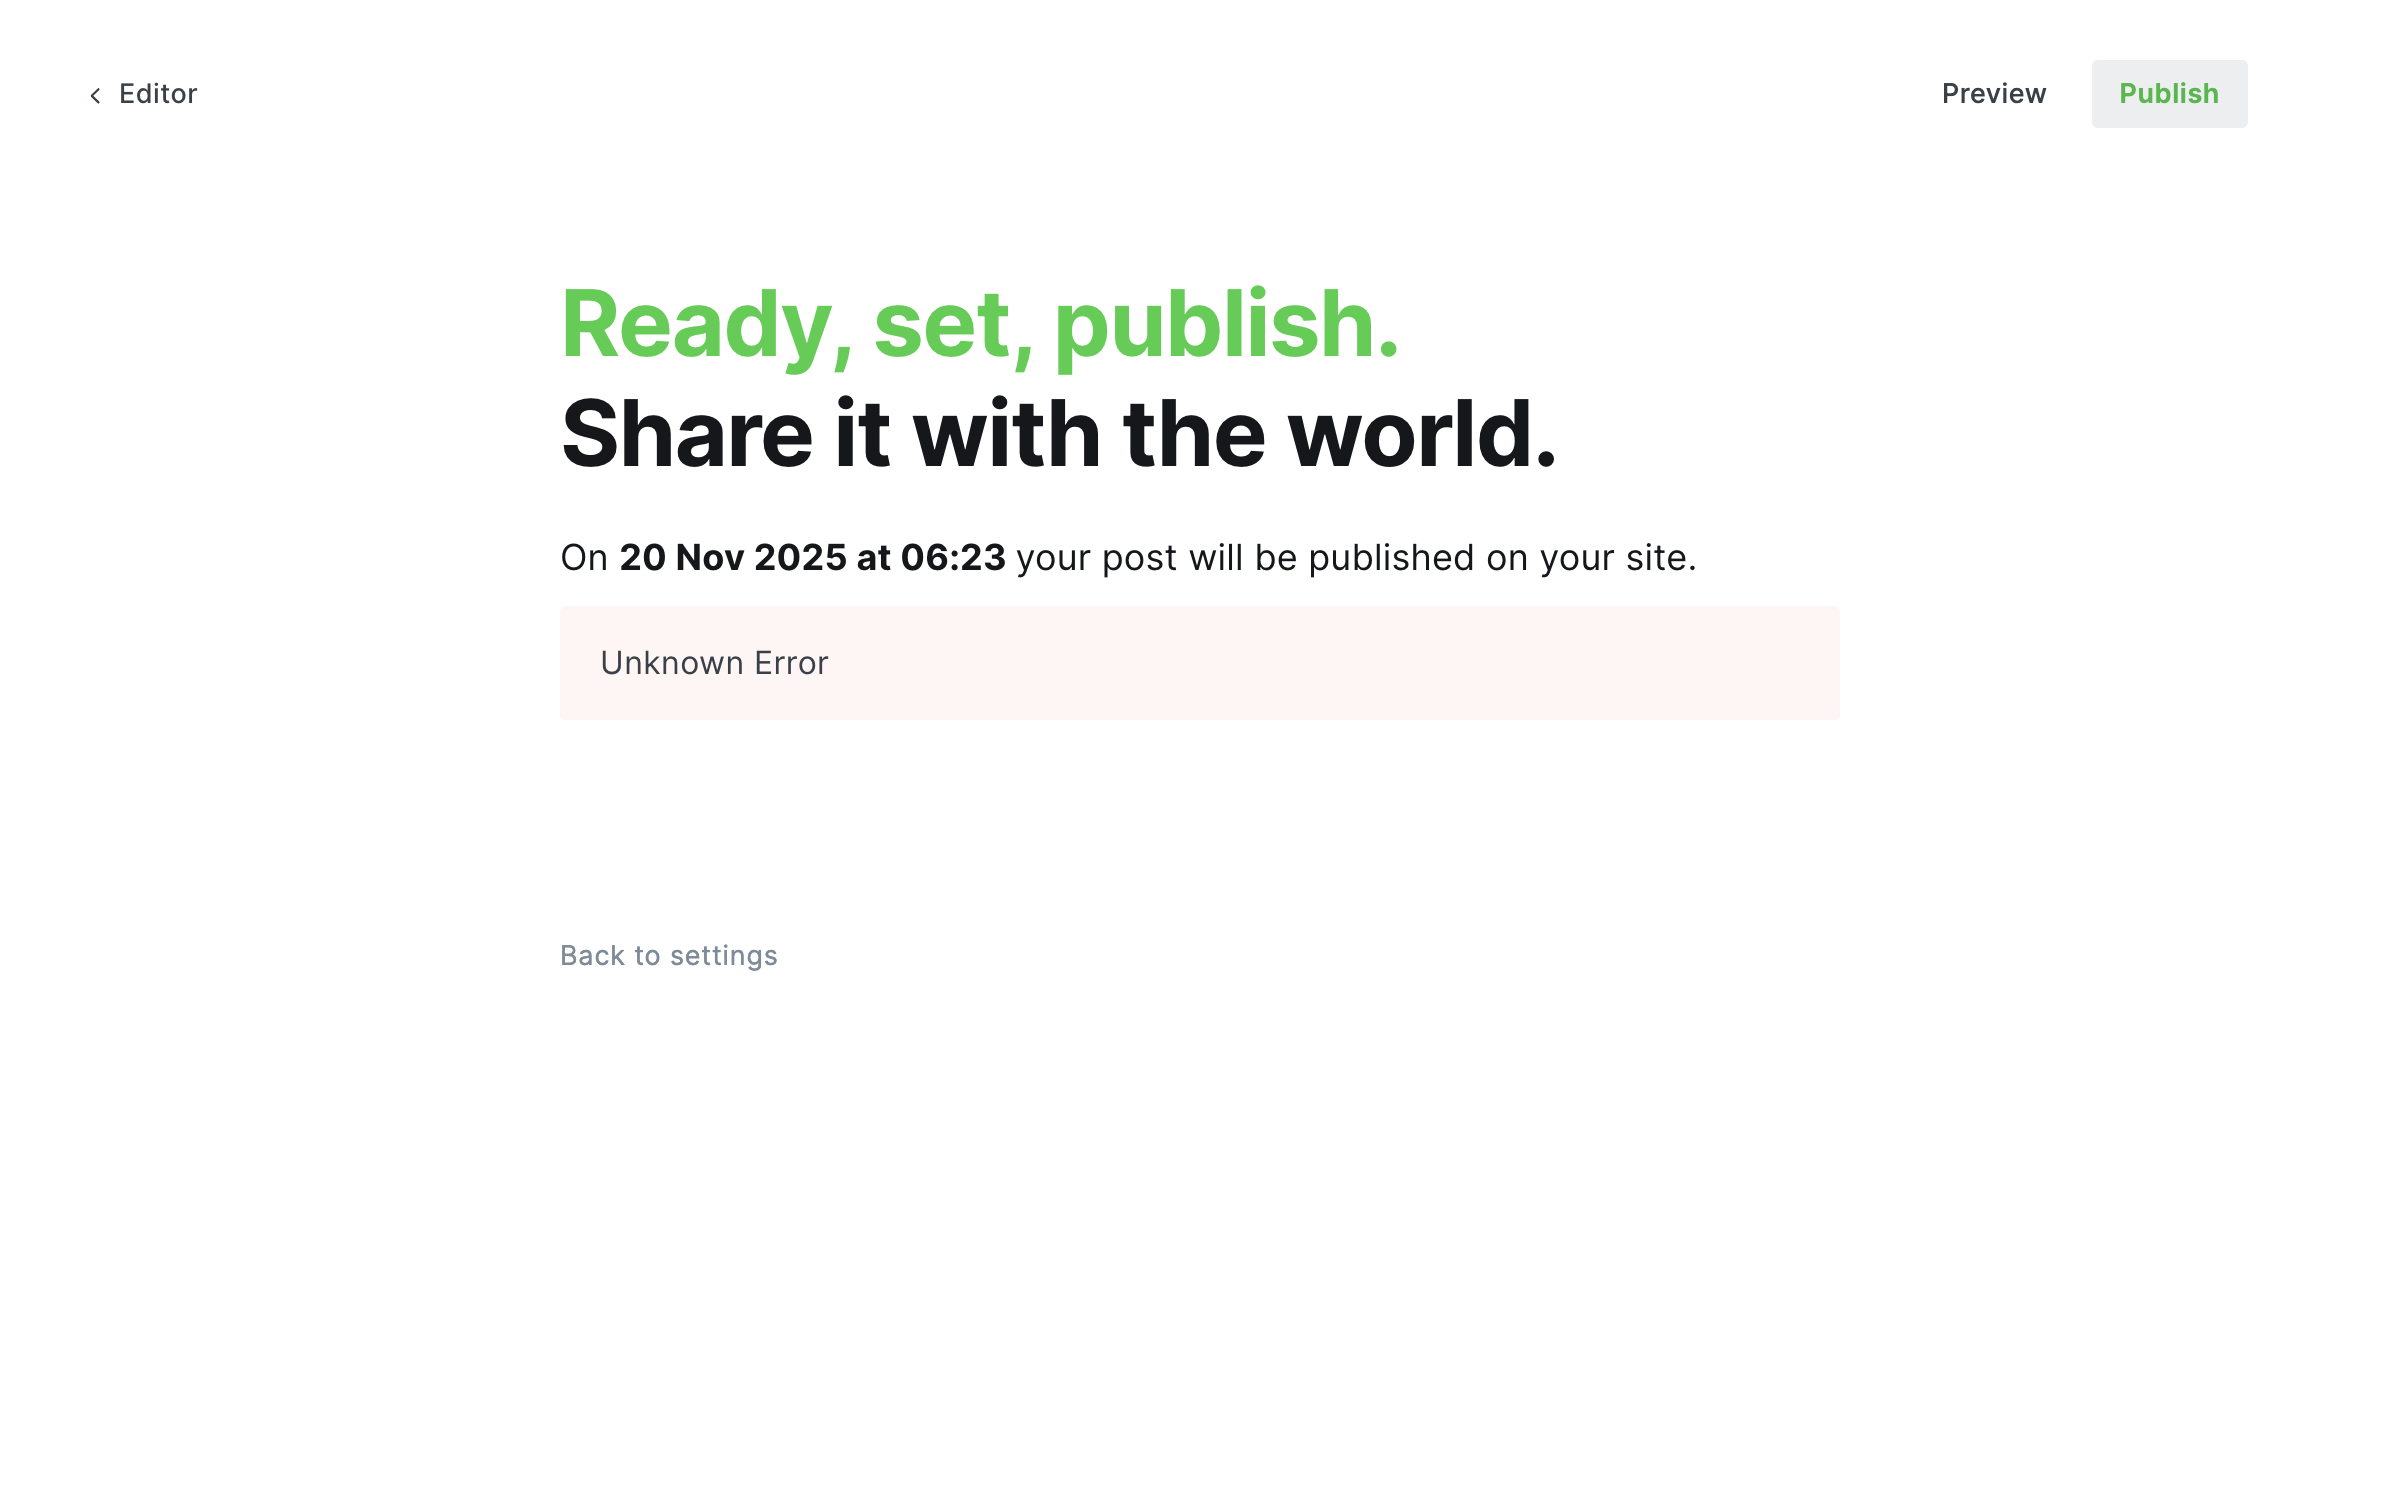 Editor
Preview
Publish
Ready, set, publish.
Share it with the world.
On 20 Nov 2025 at 06:23 your post will be published on your site.
Unknown Error
Back to settings